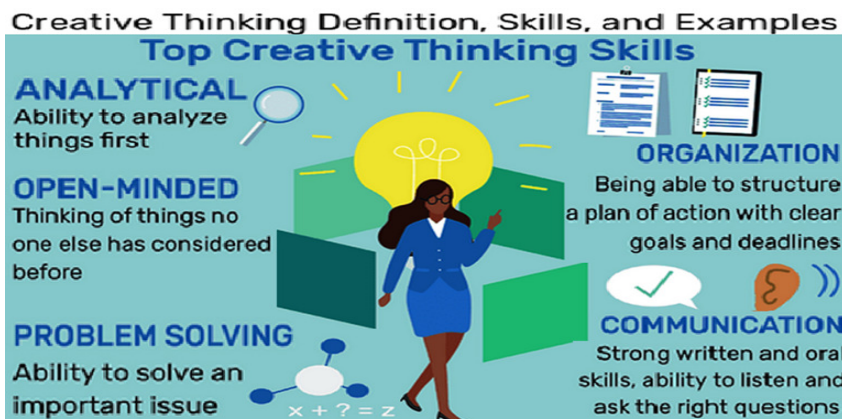 Creative Thinking Definition, Skills, and Examples
Top Creative Thinking Skills
ANALYTICAL
Ability to analyze
things first
OPEN-MINDED
Thinking of things no
one else has considered
before
PROBLEM SOLVING
Ability to solve an
important issue
x + ? = z
ORGANIZATION
Being able to structure
a plan of action with clear
goals and deadlines
COMMUNICATION
Strong written and oral
skills, ability to listen and
ask the right questions